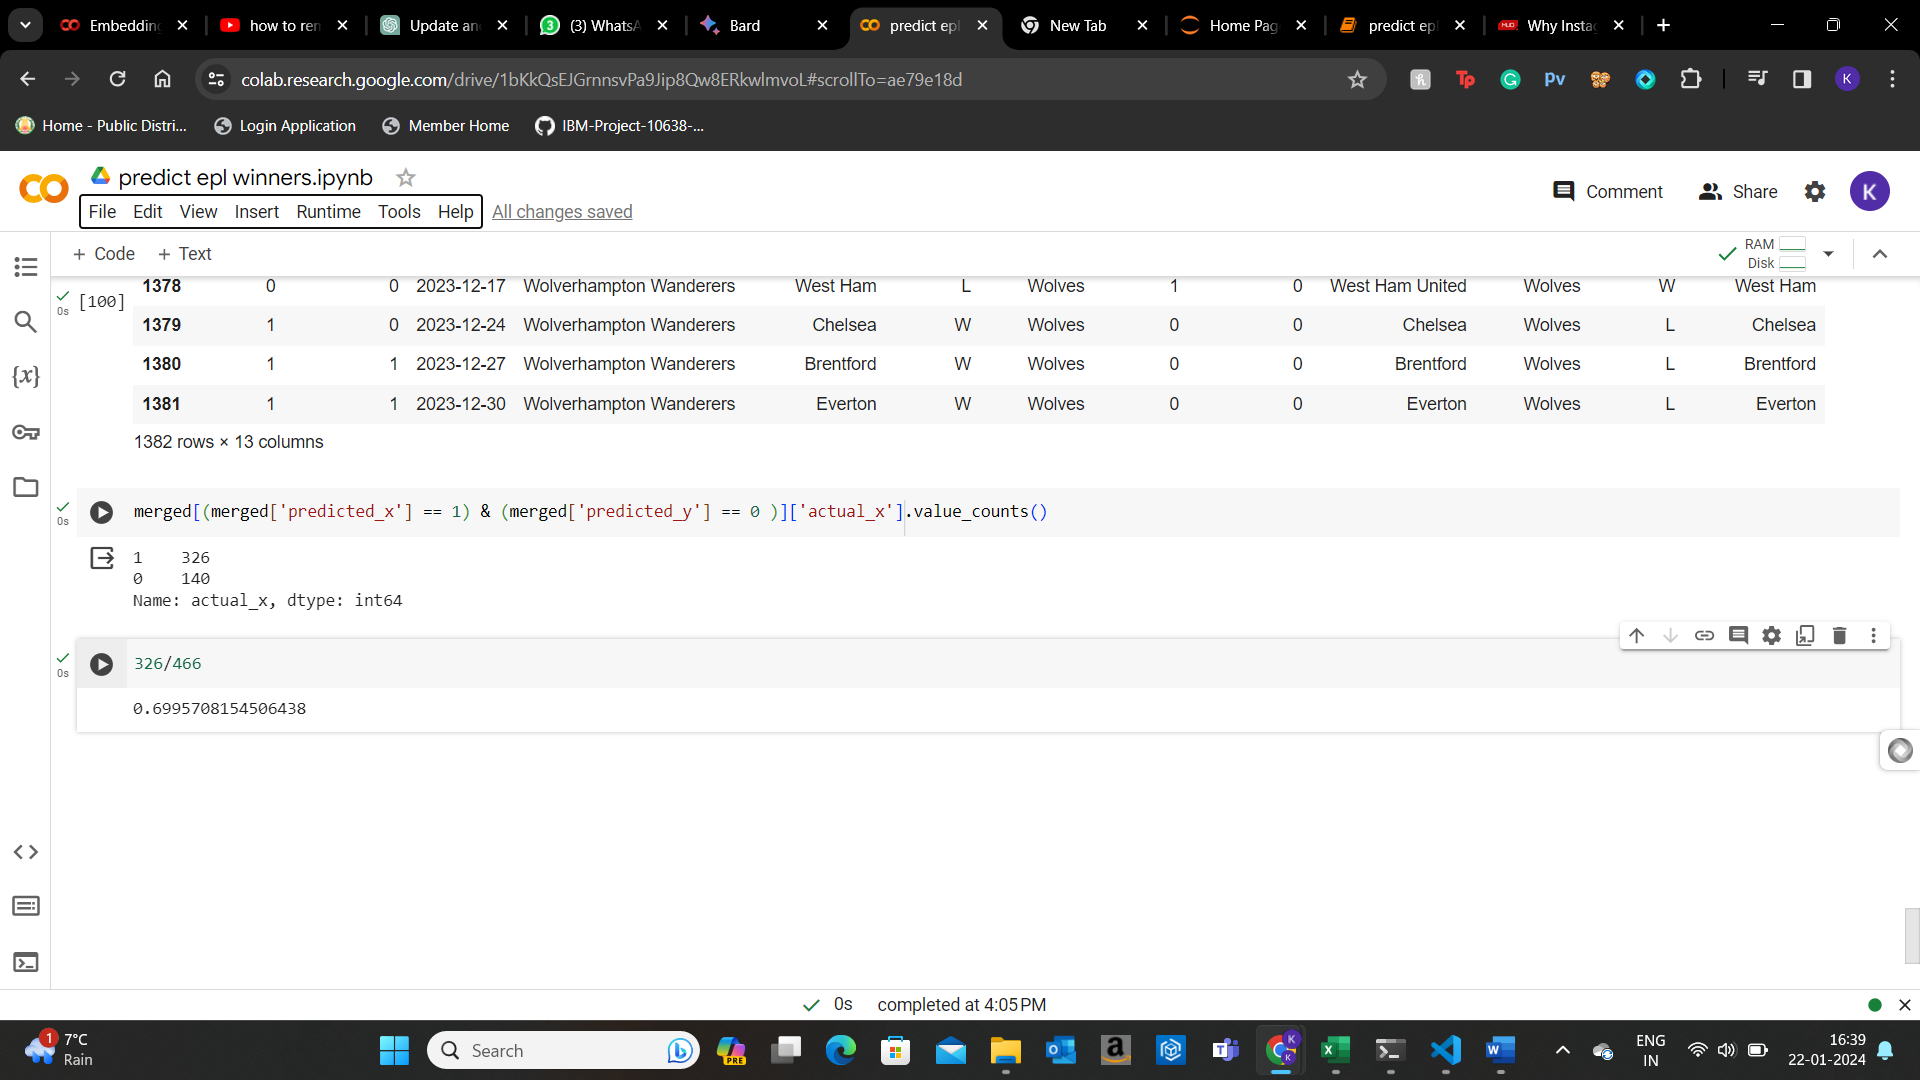 Embedding
how to ren
Update an
(3) WhatsA
Bard
predict epl
New Tab
Home Pag
predict ep
Why Insta
colab.research.google.com/drive/1bKkQsEJGrnnsvPa9Jip8Qw8ERkwlmvoL#scrollTo=ae79e18d
Home - Public Distri...
Login Application
Member Home
IBM-Project-10638-...
predict epl winners.ipynb
Comment
Share
K
File Edit View Insert Runtime Tools Help All changes saved
+ Code + Text
RAM
Disk
[100]
0s
1378 0 0 2023-12-17 Wolverhampton Wanderers West Ham L Wolves 1 0 West Ham United Wolves W West Ham
1379 1 0 2023-12-24 Wolverhampton Wanderers Chelsea W Wolves 0 0 Chelsea Wolves L Chelsea
1380 1 1 2023-12-27 Wolverhampton Wanderers Brentford W Wolves 0 0 Brentford Wolves L Brentford
1381 1 1 2023-12-30 Wolverhampton Wanderers Everton W Wolves 0 0 Everton Wolves L Everton
1382 rows × 13 columns
0s
merged[(merged['predicted_x'] == 1) & (merged['predicted_y'] == 0 )]['actual_x'].value_counts()
1 326
0 140
Name: actual_x, dtype: int64
0s
326/466
0.6995708154506438
0s completed at 4:05 PM
1
7°C
Rain
Search
PRE
ENG
IN
16:39
22-01-2024